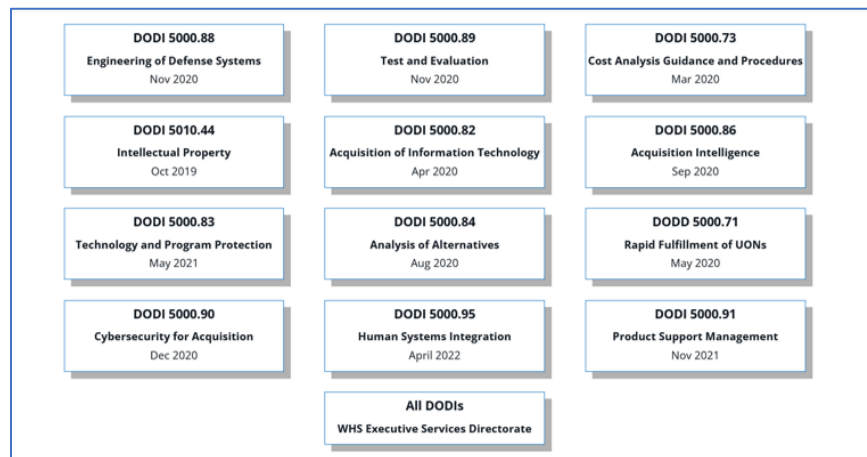 DODI 5000.88
Engineering of Defense Systems
Nov 2020
DODI 5000.89
Test and Evaluation
Nov 2020
DODI 5000.73
Cost Analysis Guidance and Procedures
Mar 2020
DODI 5010.44
Intellectual Property
Oct 2019
DODI 5000.82
Acquisition of Information Technology
Apr 2020
DODI 5000.86
Acquisition Intelligence
Sep 2020
DODI 5000.83
Technology and Program Protection
May 2021
DODI 5000.84
Analysis of Alternatives
Aug 2020
DODD 5000.71
Rapid Fulfillment of UONs
May 2020
DODI 5000.90
Cybersecurity for Acquisition
Dec 2020
DODI 5000.95
Human Systems Integration
April 2022
DODI 5000.91
Product Support Management
Nov 2021
All DODIs
WHS Executive Services Directorate